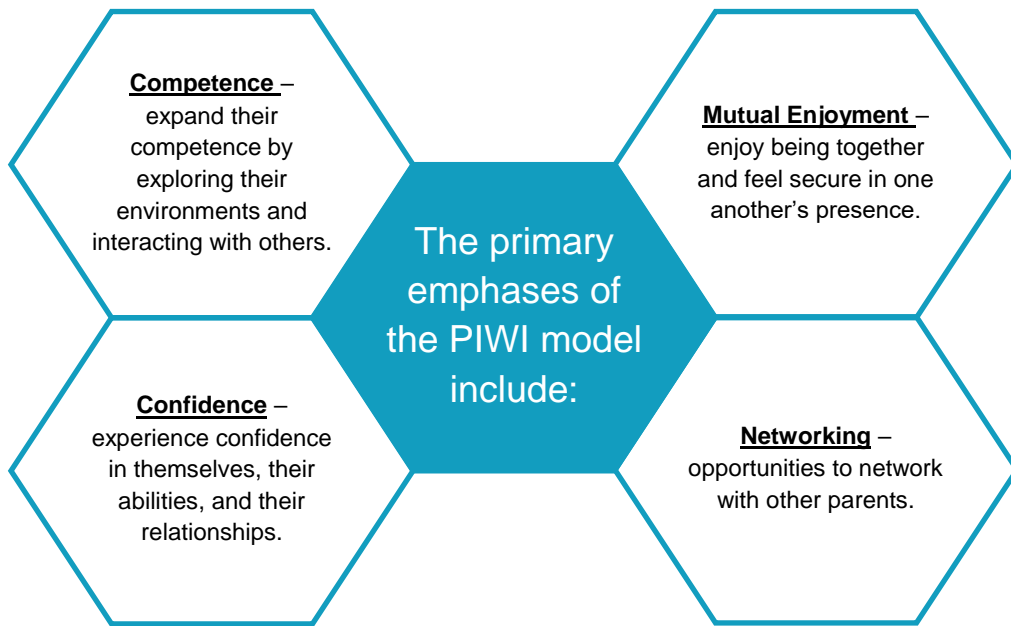 Competence –
expand their
competence by
exploring their
environments and
interacting with others.
Mutual Enjoyment –
enjoy being together
and feel secure in one
another’s presence.
The primary
emphases of
the PIWI model
include:
Confidence –
experience confidence
in themselves, their
abilities, and their
relationships.
Networking –
opportunities to network
with other parents.